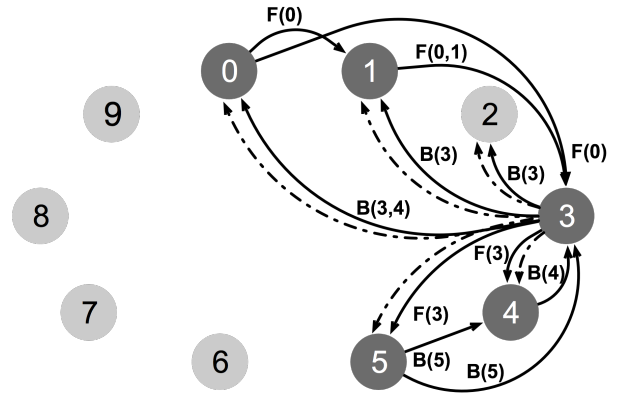 F(0)
0
1
F(0,1)
9
2
F(0)
B(3)
B(3)
8
B(3,4)
3
F(3)
B(4)
7
F(3)
4
6
5
B(5)
B(5)